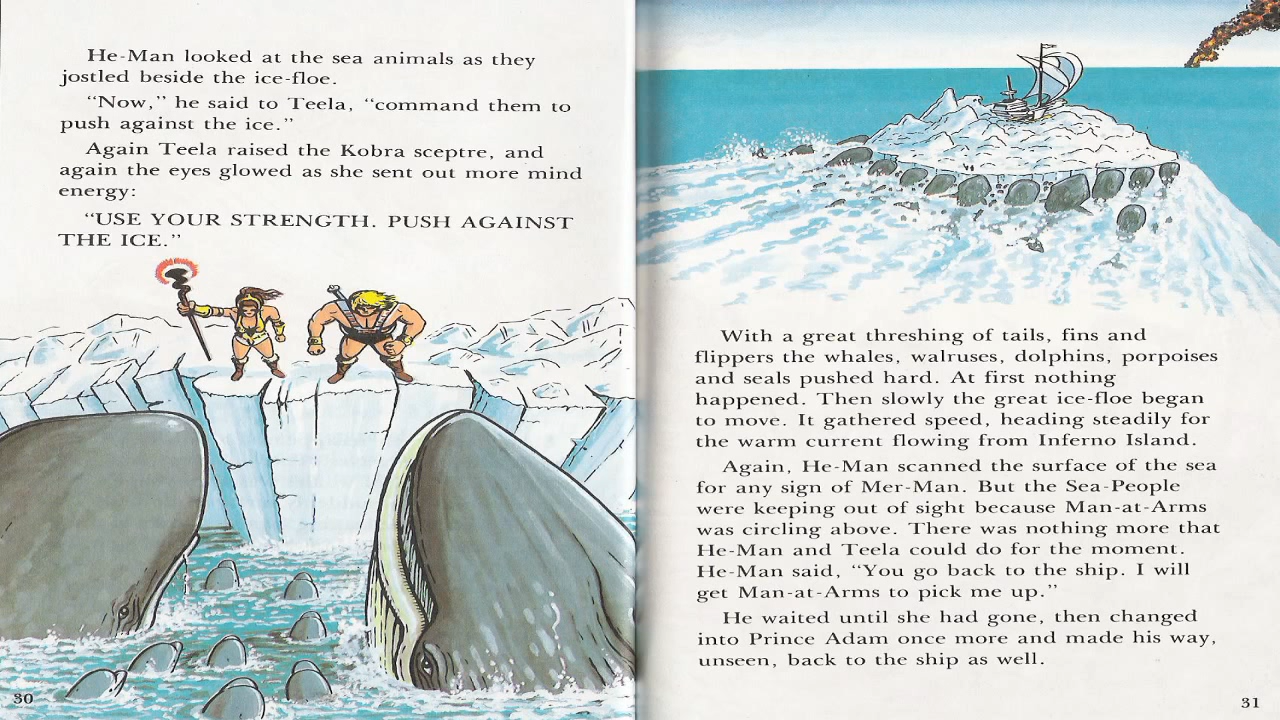 He-Man looked at the sea animals as they
jostled beside the ice-floe.
“Now,” he said to Teela, “command them to
push against the ice.”
Again Teela raised the Kobra sceptre, and
again the eyes glowed as she sent out more mind
energy:
“USE YOUR STRENGTH. PUSH AGAINST
THE ICE.”
30
With a great threshing of tails, fins and
flippers the whales, walruses, dolphins, porpoises
and seals pushed hard. At first nothing
happened. Then slowly the great ice-floe began
to move. It gathered speed, heading steadily for
the warm current flowing from Inferno Island.
Again, He-Man scanned the surface of the sea
for any sign of Mer-Man. But the Sea-People
were keeping out of sight because Man-at-Arms
was circling above. There was nothing more that
He-Man and Teela could do for the moment.
He-Man said, “You go back to the ship. I will
get Man-at-Arms to pick me up.”
He waited until she had gone, then changed
into Prince Adam once more and made his way,
unseen, back to the ship as well.
31